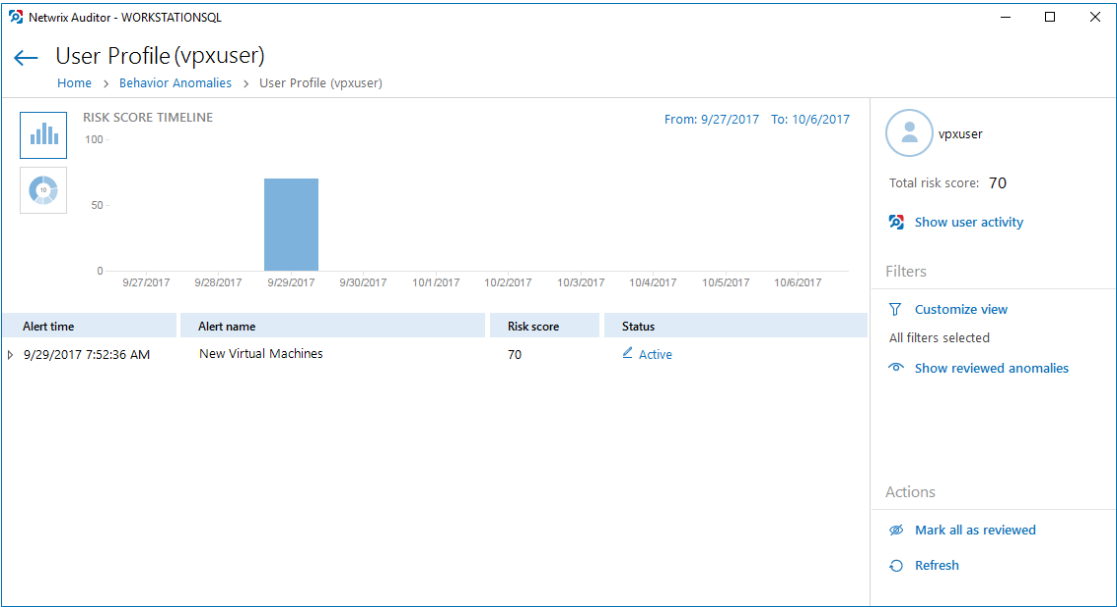 Netwrix Auditor - WORKSTATIONSQL
User Profile (vpxuser)
Home > Behavior Anomalies > User Profile (vpxuser)
RISK SCORE TIMELINE
From: 9/27/2017 To: 10/6/2017
100
50
0
9/27/2017 9/28/2017 9/29/2017 9/30/2017 10/1/2017 10/2/2017 10/3/2017 10/4/2017 10/5/2017 10/6/2017
Alert time Alert name Risk score Status
9/29/2017 7:52:36 AM New Virtual Machines 70 Active
vpxuser
Total risk score: 70
Show user activity
Filters
Customize view
All filters selected
Show reviewed anomalies
Actions
Mark all as reviewed
Refresh